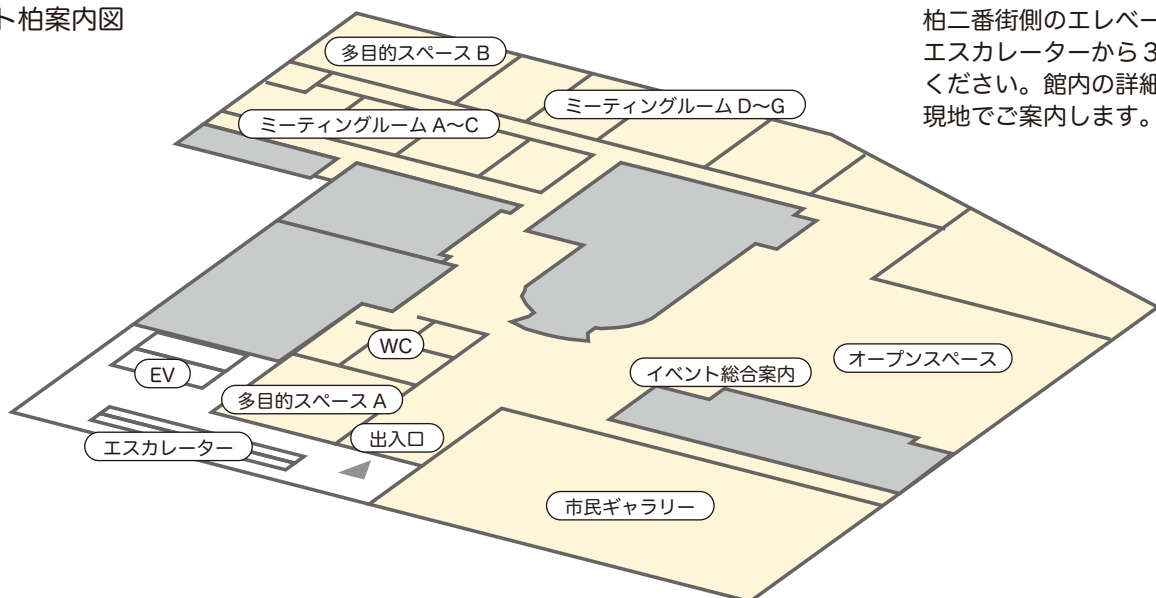 ト柏案内図
柏二番街側のエレベー
エスカレーターから3
ください。館内の詳細
現地でご案内します。
多目的スペース B
ミーティングルーム D〜G
ミーティングルーム A〜C
WC
オープンスペース
EV
イベント総合案内
多目的スペース A
出入口
エスカレーター
市民ギャラリー